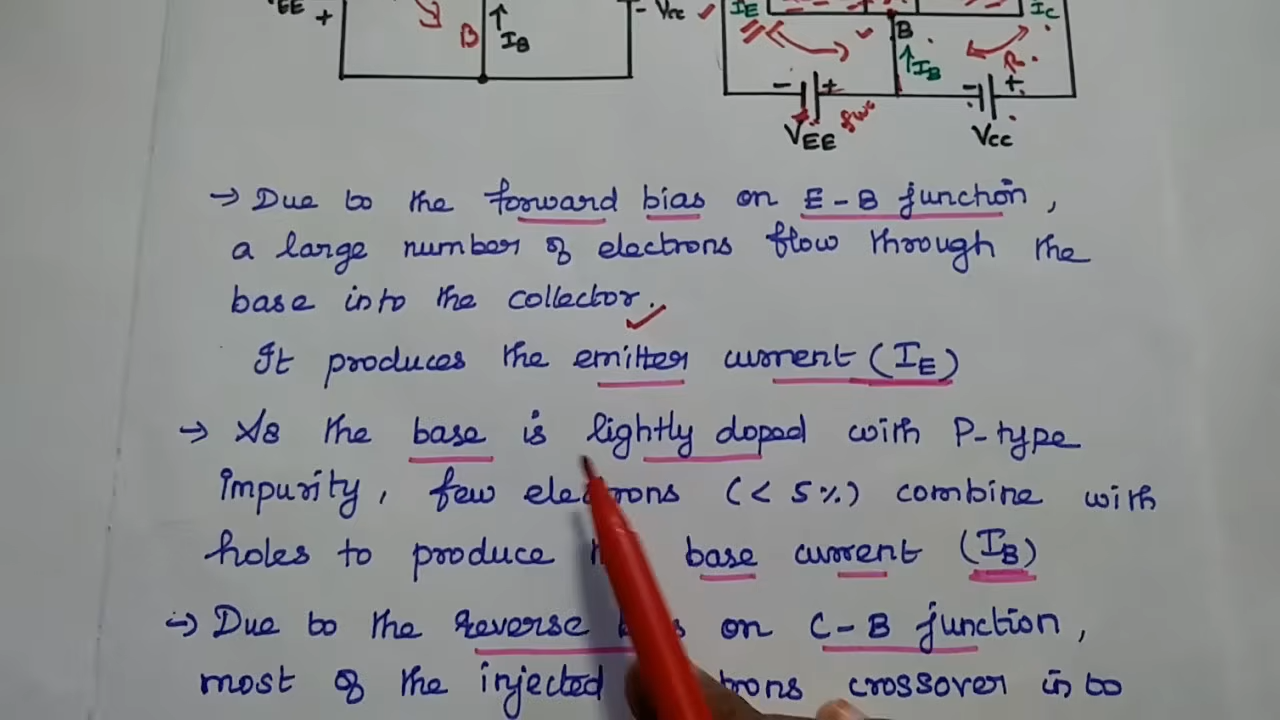 EE +
B
IB
- Vcc
IE
IC
B
IB
R
- +
- +
VEE
Vcc
→ Due to the forward bias on E-B junction,
a large number of electrons flow through the
base into the collector.
It produces the emitter current (IE)
→ As the base is lightly doped with P-type
impurity, few electrons (< 5%) combine with
holes to produce base current (IB)
→ Due to the reverse on C-B junction,
most of the injected crossover in to